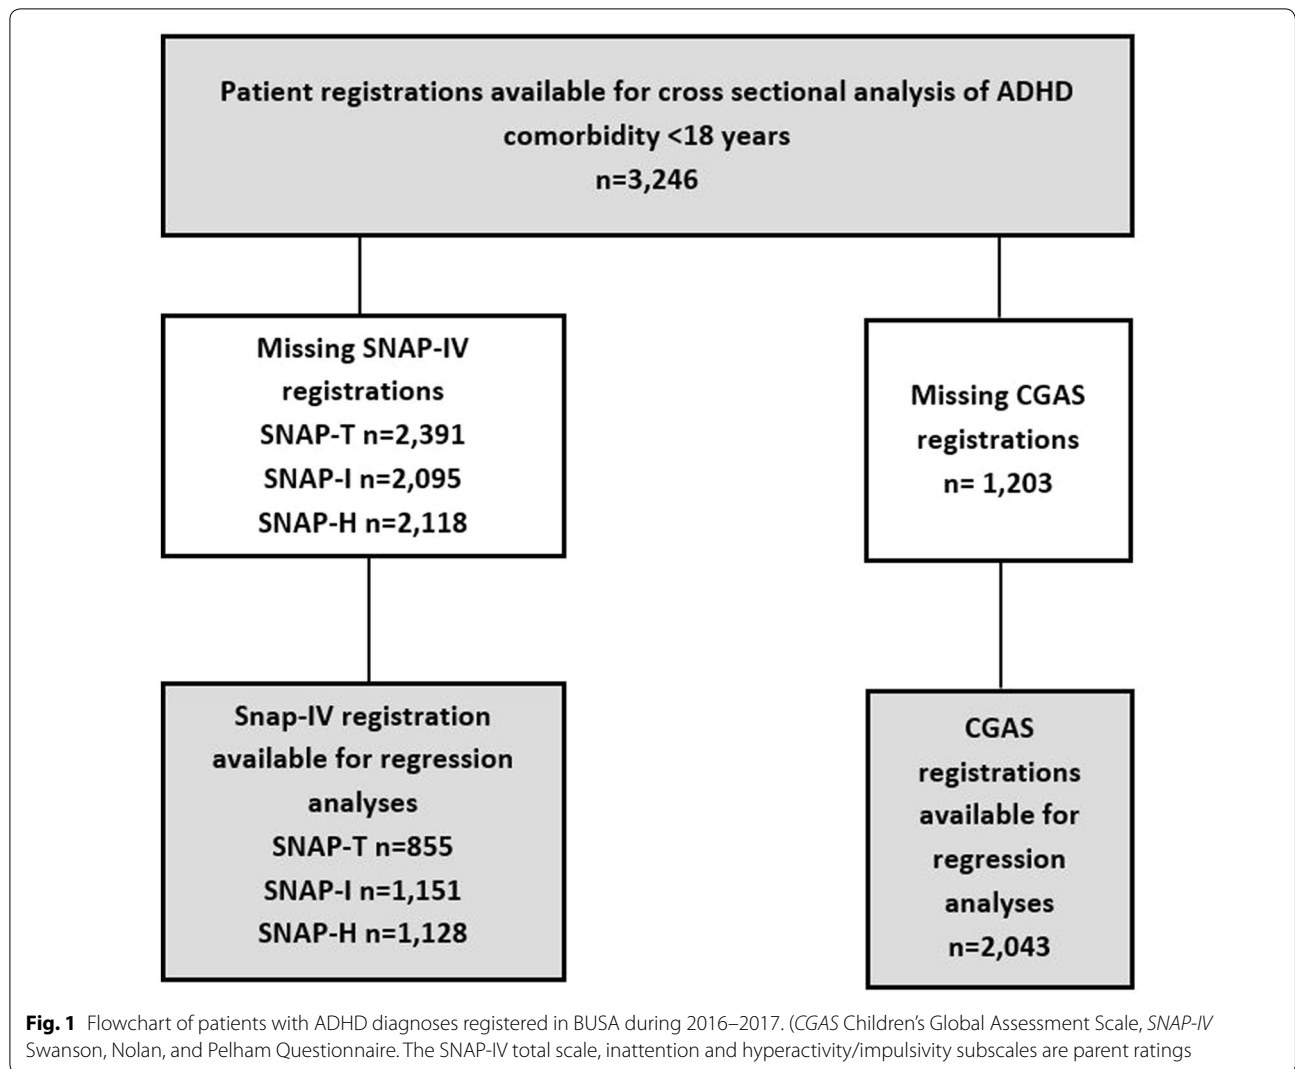 Patient registrations available for cross sectional analysis of ADHD
comorbidity <18 years
n=3,246
Missing SNAP-IV
registrations
SNAP-T n=2,391
SNAP-I n=2,095
SNAP-H n=2,118
Missing CGAS
registrations
n= 1,203
Snap-IV registration
available for regression
analyses
SNAP-T n=855
SNAP-I n=1,151
SNAP-H n=1,128
CGAS
registrations
available for
regression
analyses
n=2,043
Fig. 1 Flowchart of patients with ADHD diagnoses registered in BUSA during 2016–2017. (CGAS Children’s Global Assessment Scale, SNAP-IV
Swanson, Nolan, and Pelham Questionnaire. The SNAP-IV total scale, inattention and hyperactivity/impulsivity subscales are parent ratings